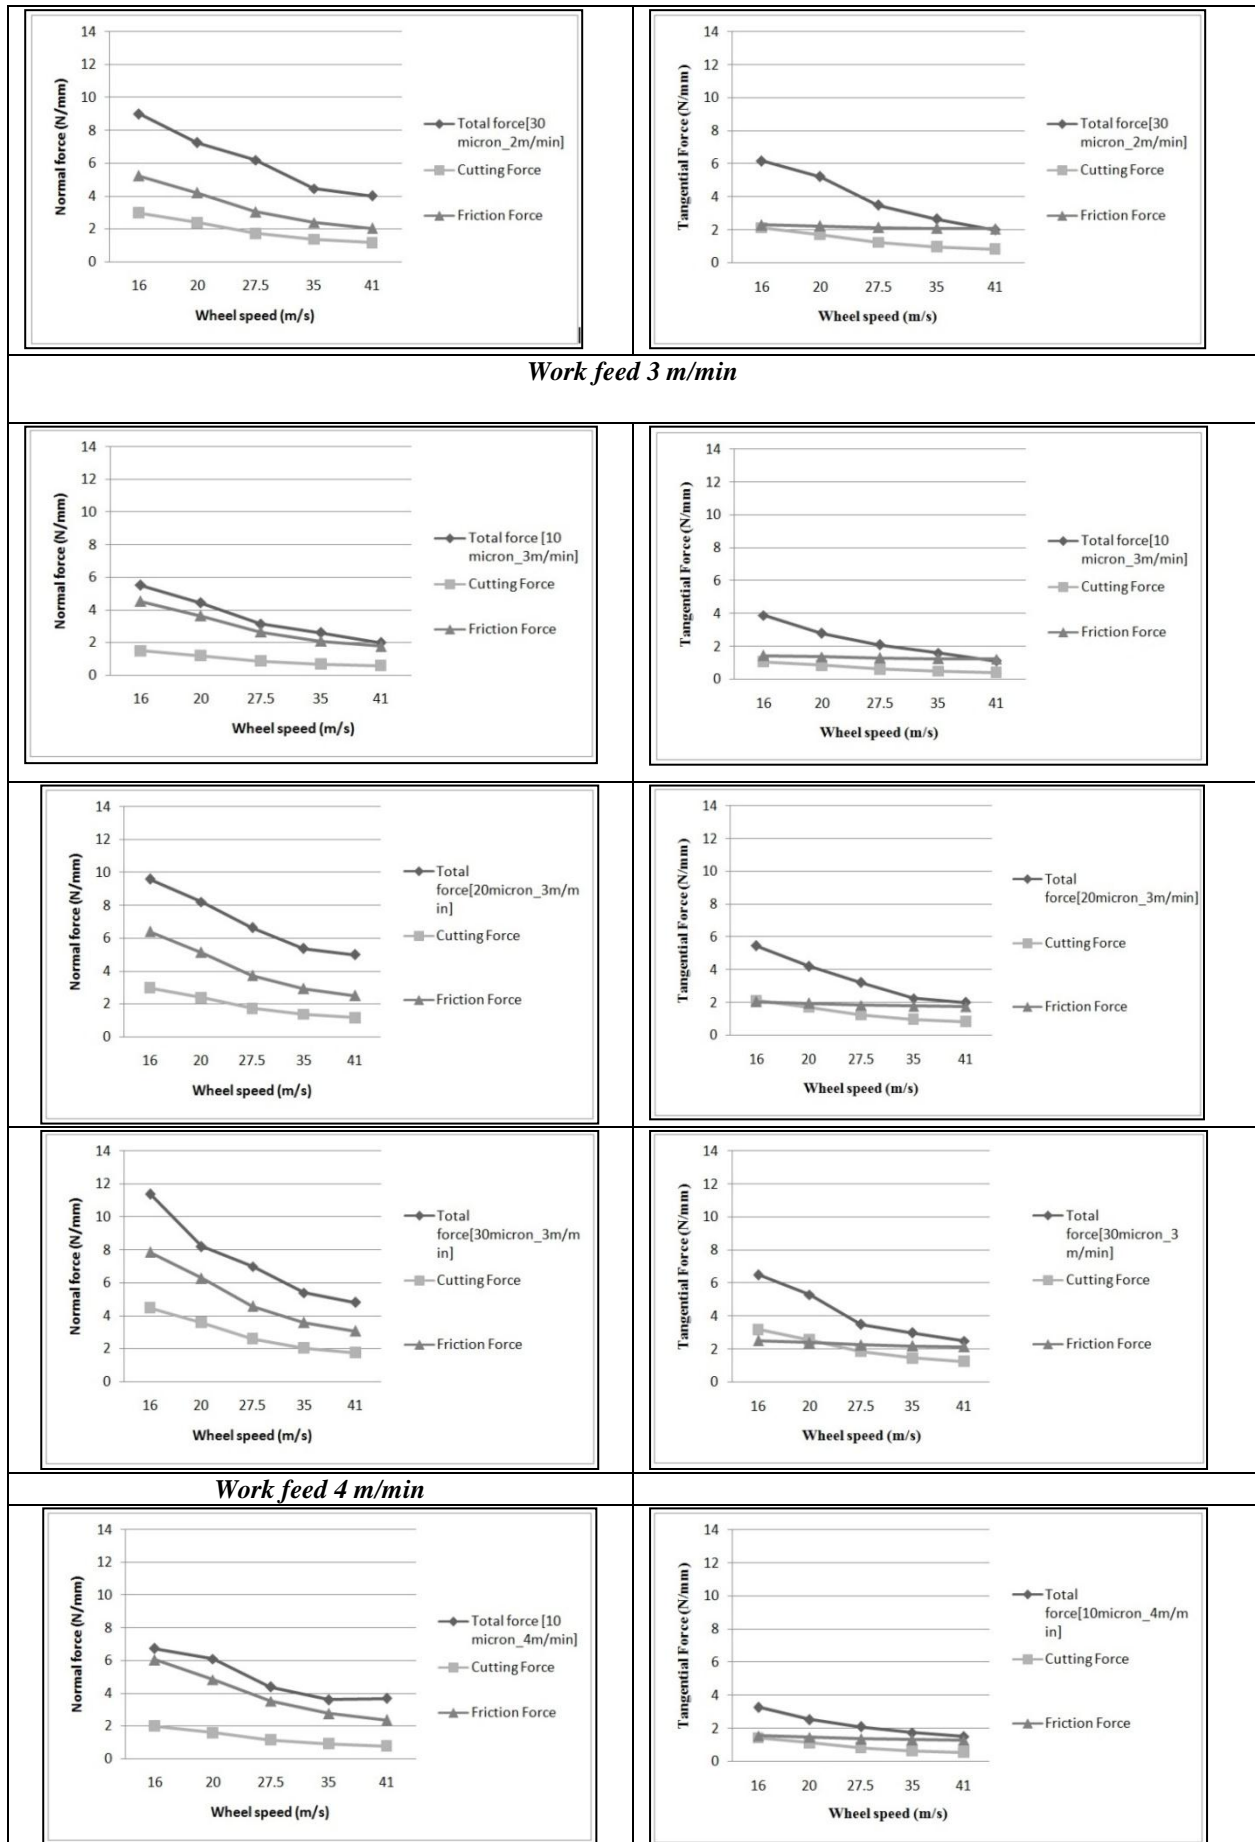 14
12
10
8
6
4
2
0
Normal force (N/mm)
16 20 27.5 35 41
Wheel speed (m/s)
Total force[30
micron_2m/min]
Cutting Force
Friction Force
14
12
10
8
6
4
2
0
Tangential Force (N/mm)
16 20 27.5 35 41
Wheel speed (m/s)
Total force[30
micron_2m/min]
Cutting Force
Friction Force
Work feed 3 m/min
14
12
10
8
6
4
2
0
Normal force (N/mm)
16 20 27.5 35 41
Wheel speed (m/s)
Total force [10
micron_3m/min]
Cutting Force
Friction Force
14
12
10
8
6
4
2
0
Tangential Force (N/mm)
16 20 27.5 35 41
Wheel speed (m/s)
Total force[10
micron_3m/min]
Cutting Force
Friction Force
14
12
10
8
6
4
2
0
Normal force (N/mm)
16 20 27.5 35 41
Wheel speed (m/s)
Total
force[20micron_3m/m
in]
Cutting Force
Friction Force
14
12
10
8
6
4
2
0
Tangential Force (N/mm)
16 20 27.5 35 41
Wheel speed (m/s)
Total
force[20micron_3m/min]
Cutting Force
Friction Force
14
12
10
8
6
4
2
0
Normal force (N/mm)
16 20 27.5 35 41
Wheel speed (m/s)
Total
force[30micron_3m/m
in]
Cutting Force
Friction Force
14
12
10
8
6
4
2
0
Tangential Force (N/mm)
16 20 27.5 35 41
Wheel speed (m/s)
Total
force[30micron_3
m/min]
Cutting Force
Friction Force
Work feed 4 m/min
14
12
10
8
6
4
2
0
Normal force (N/mm)
16 20 27.5 35 41
Wheel speed (m/s)
Total force [10
micron_4m/min]
Cutting Force
Friction Force
14
12
10
8
6
4
2
0
Tangential Force (N/mm)
16 20 27.5 35 41
Wheel speed (m/s)
Total
force[10micron_4m/m
in]
Cutting Force
Friction Force